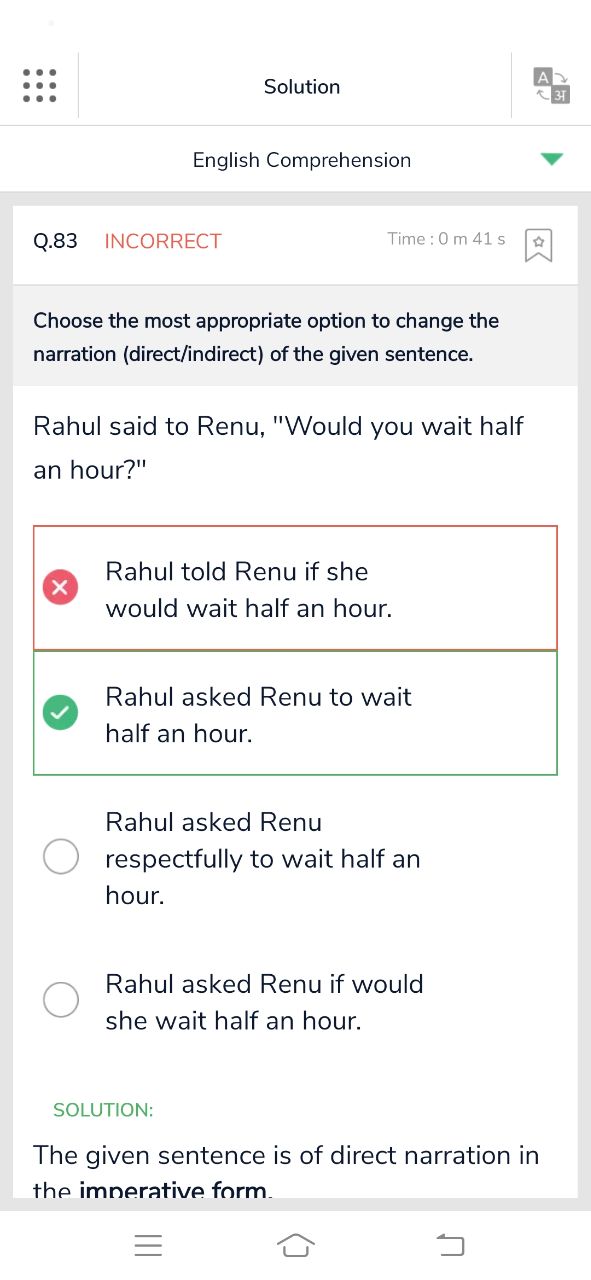 Solution
A
अ
English Comprehension
Q.83 INCORRECT Time : 0 m 41 s
Choose the most appropriate option to change the
narration (direct/indirect) of the given sentence.
Rahul said to Renu, "Would you wait half
an hour?"
Rahul told Renu if she
would wait half an hour.
Rahul asked Renu to wait
half an hour.
Rahul asked Renu
respectfully to wait half an
hour.
Rahul asked Renu if would
she wait half an hour.
SOLUTION:
The given sentence is of direct narration in
the imperative form.